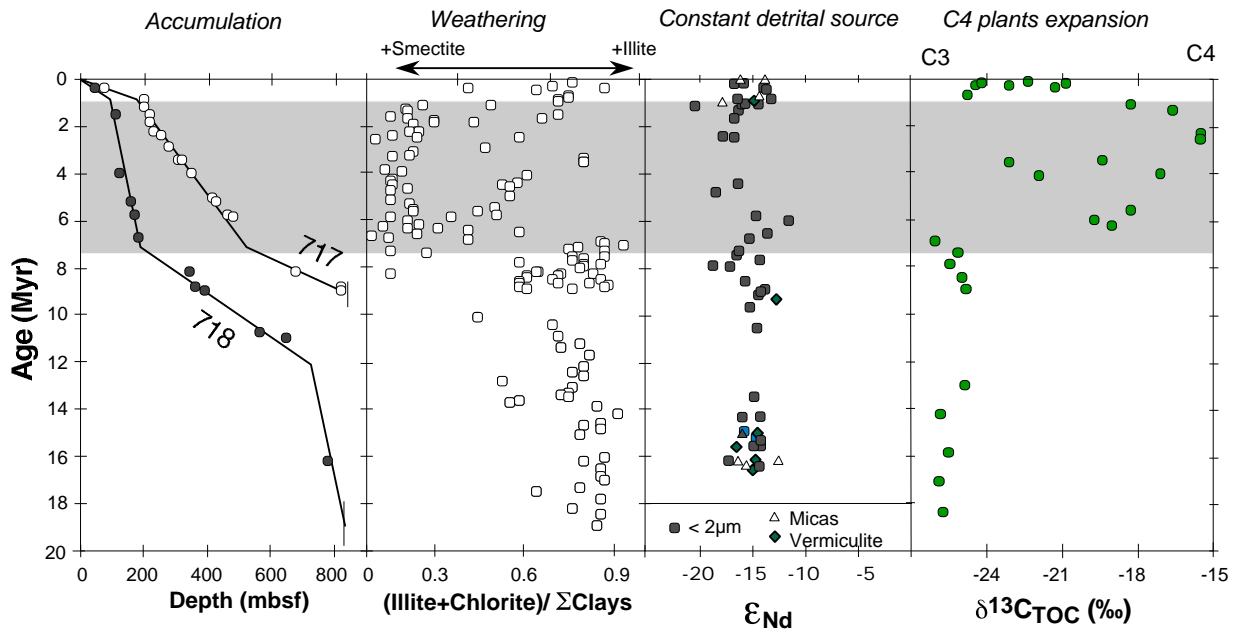 Accumulation
Weathering
Constant detrital source
C4 plants expansion
+Smectite
+Illite
C3
C4
Age (Myr)
0
2
4
6
8
10
12
14
16
18
20
717
718
0 200 400 600 800
Depth (mbsf)
0 0.3 0.6 0.9
(Illite+Chlorite)/ ΣClays
< 2μm
Micas
Vermiculite
-20 -15 -10 -5
εNd
-24 -21 -18 -15
δ13CTOC (‰)